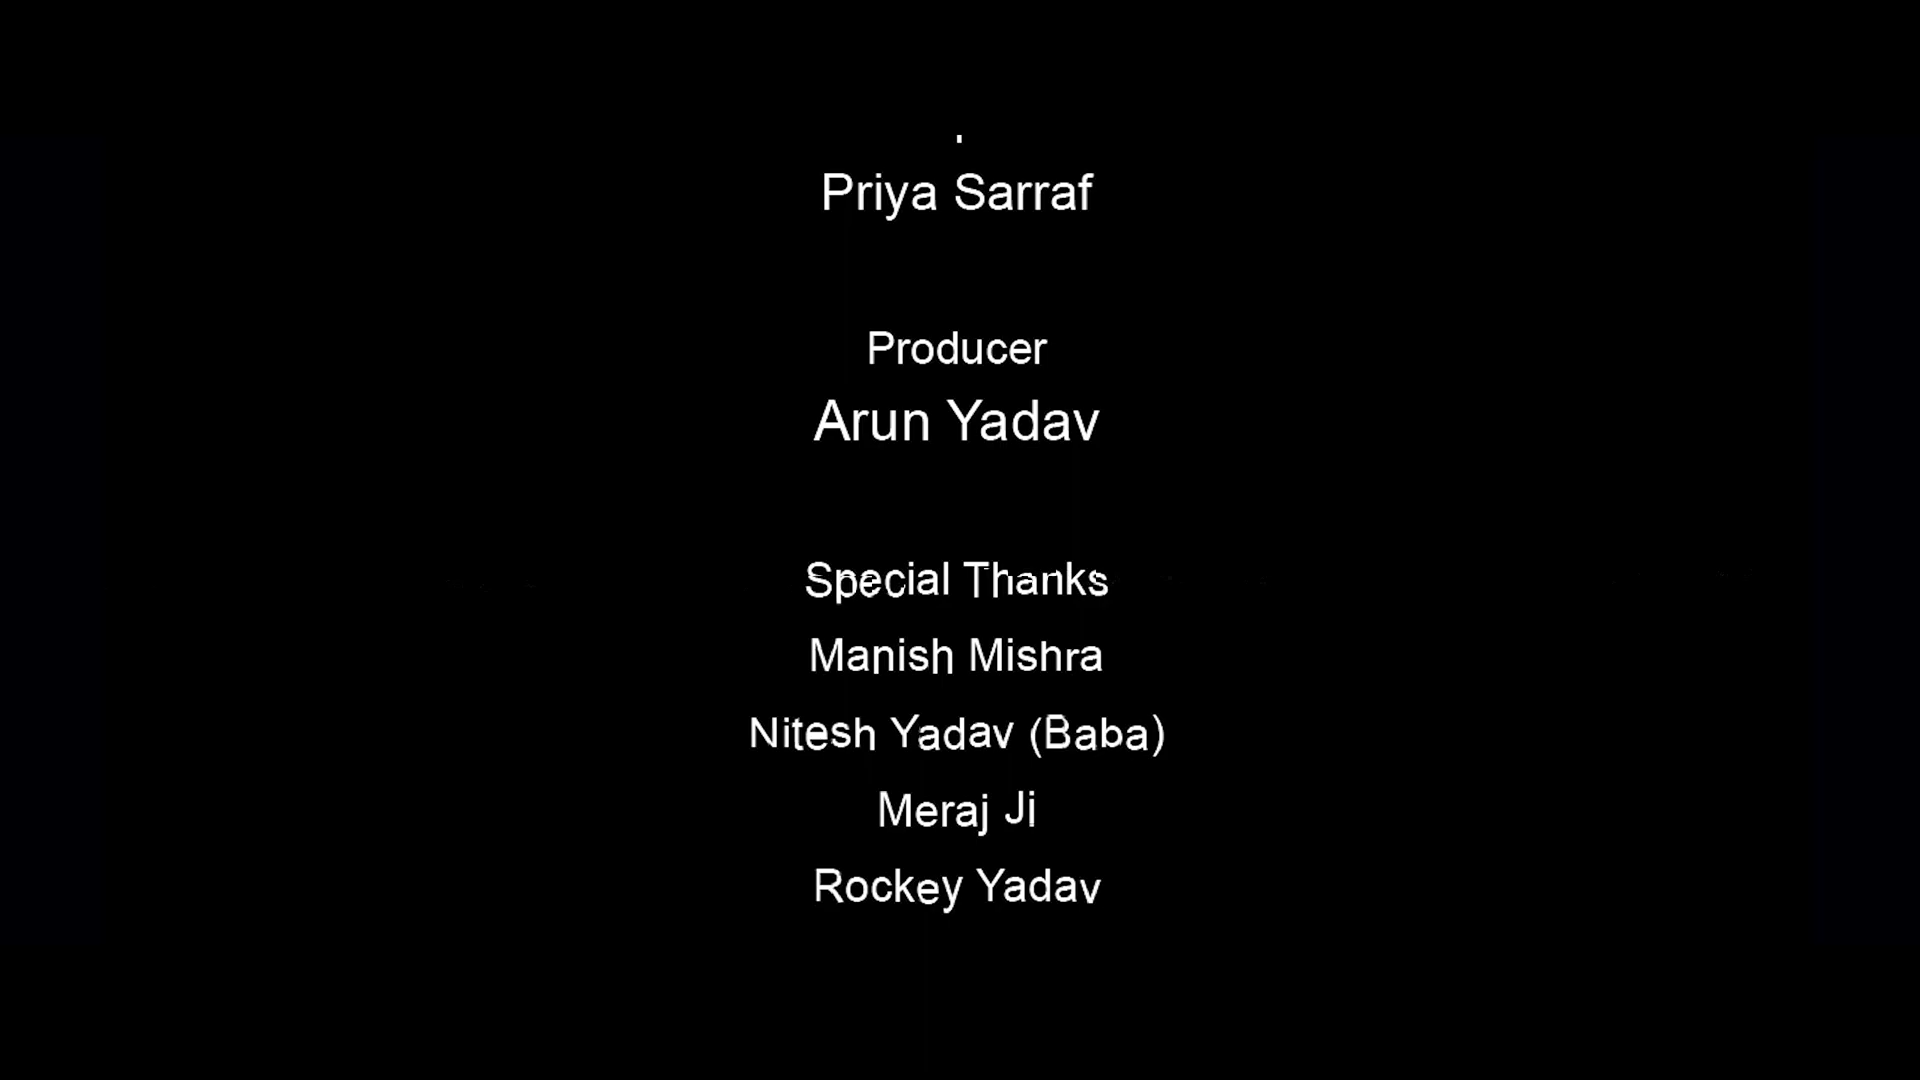 Priya Sarraf
Producer
Arun Yadav
Special Thanks
Manish Mishra
Nitesh Yadav (Baba)
Meraj Ji
Rockey Yadav